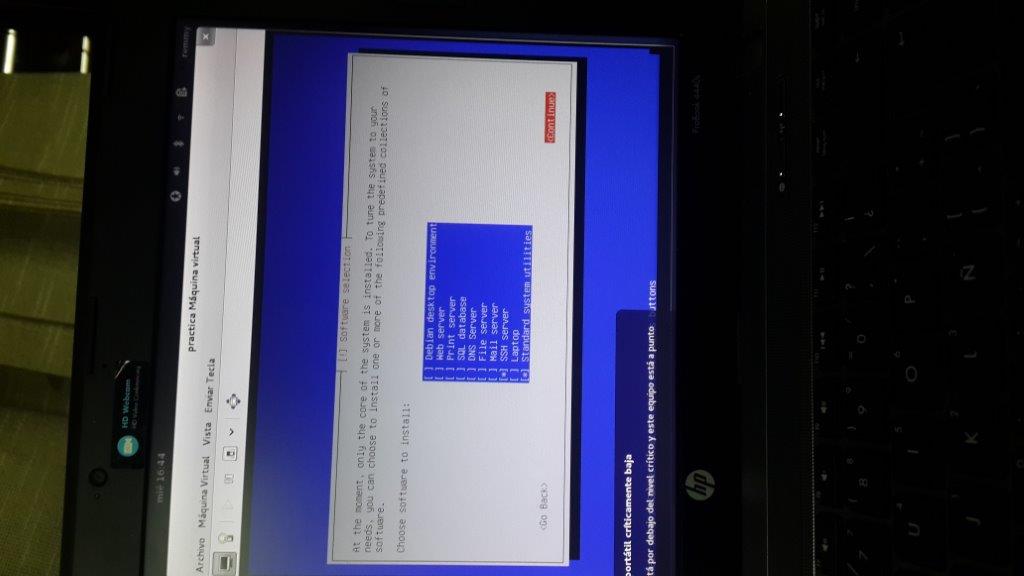 mié 16:44
rummy
practica Máquina virtual
Archivo Máquina Virtual Vista Enviar Tecla
[!] Software selection
At the moment, only the core of the system is installed. To tune the system to your
needs, you can choose to install one or more of the following predefined collections of
software.
Choose software to install:
[ ] Debian desktop environment
[ ] Web server
[ ] Print server
[ ] SQL database
[ ] DNS Server
[ ] File server
[ ] Mail server
[*] SSH server
[ ] Laptop
[*] Standard system utilities
<Go Back>
<Continue>
portátil críticamente baja
tá por debajo del nivel crítico y este equipo está a punto
uttons
HD Webcam
hp
ProBook
U I O P
J K L Ñ